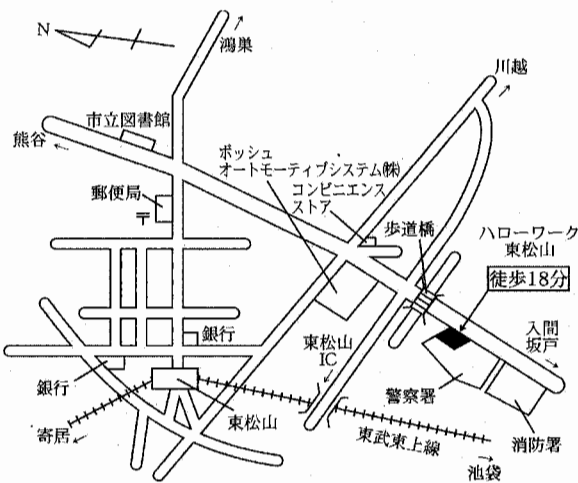 N
鴻巣
川越
市立図書館
熊谷
ボッシュ
オートモーティブシステム㈱
コンビニエンス
ストア
郵便局
〒
歩道橋
ハローワーク
東松山
徒歩18分
銀行
東松山
IC
入間
坂戸
銀行
東松山
警察署
寄居
東武東上線
消防署
池袋